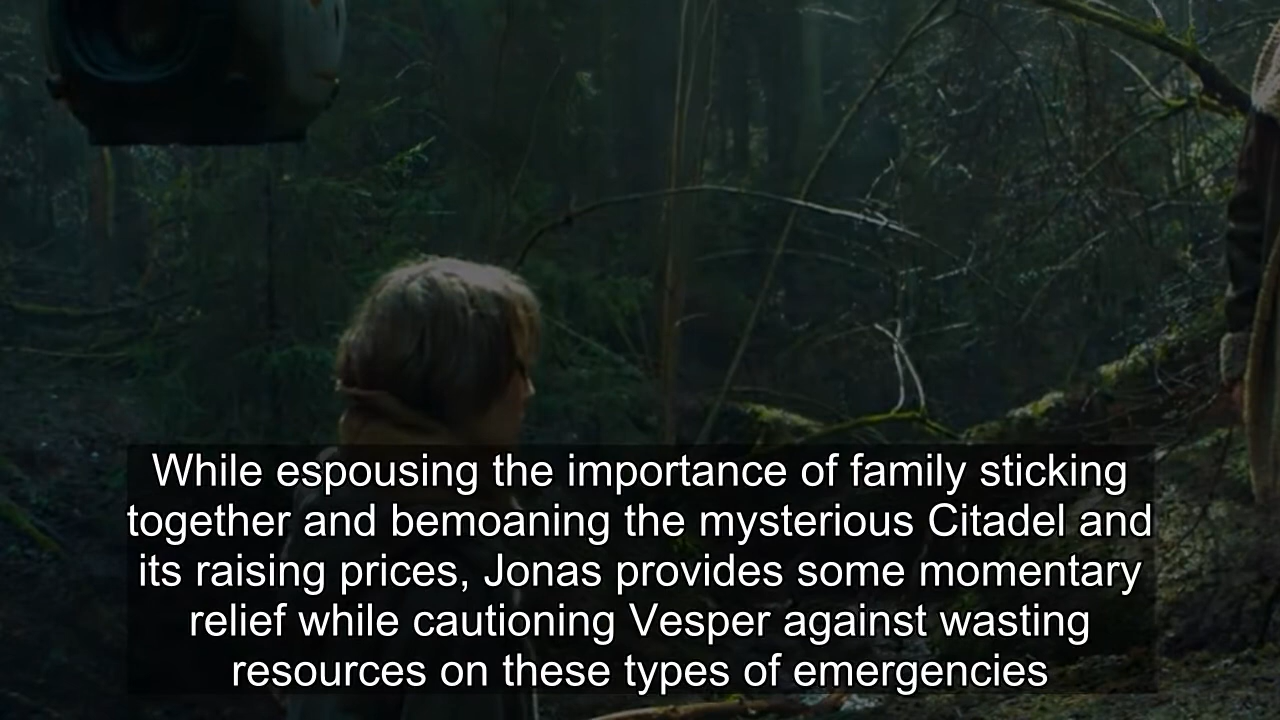 While espousing the importance of family sticking
together and bemoaning the mysterious Citadel and
its raising prices, Jonas provides some momentary
relief while cautioning Vesper against wasting
resources on these types of emergencies